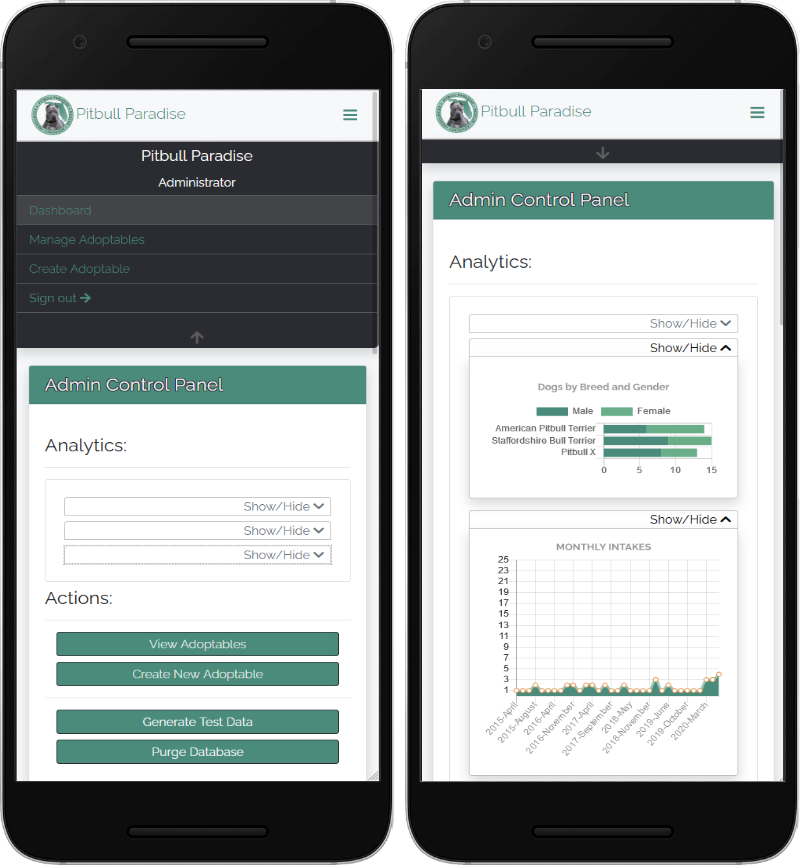 Pitbull Paradise
Pitbull Paradise
Administrator
Dashboard
Manage Adoptables
Create Adoptable
Sign out
Admin Control Panel
Analytics:
Show/Hide
Show/Hide
Show/Hide
Actions:
View Adoptables
Create New Adoptable
Generate Test Data
Purge Database
Pitbull Paradise
Admin Control Panel
Analytics:
Show/Hide
Show/Hide
Dogs by Breed and Gender
Male Female
American Pitbull Terrier
Staffordshire Bull Terrier
Pitbull X
0 5 10 15
Show/Hide
MONTHLY INTAKES
25
23
21
19
17
15
13
11
9
7
5
3
1
2015-April
2015-August
2016-April
2016-November
2017-April
2017-September
2018-May
2018-November
2019-June
2019-October
2020-March